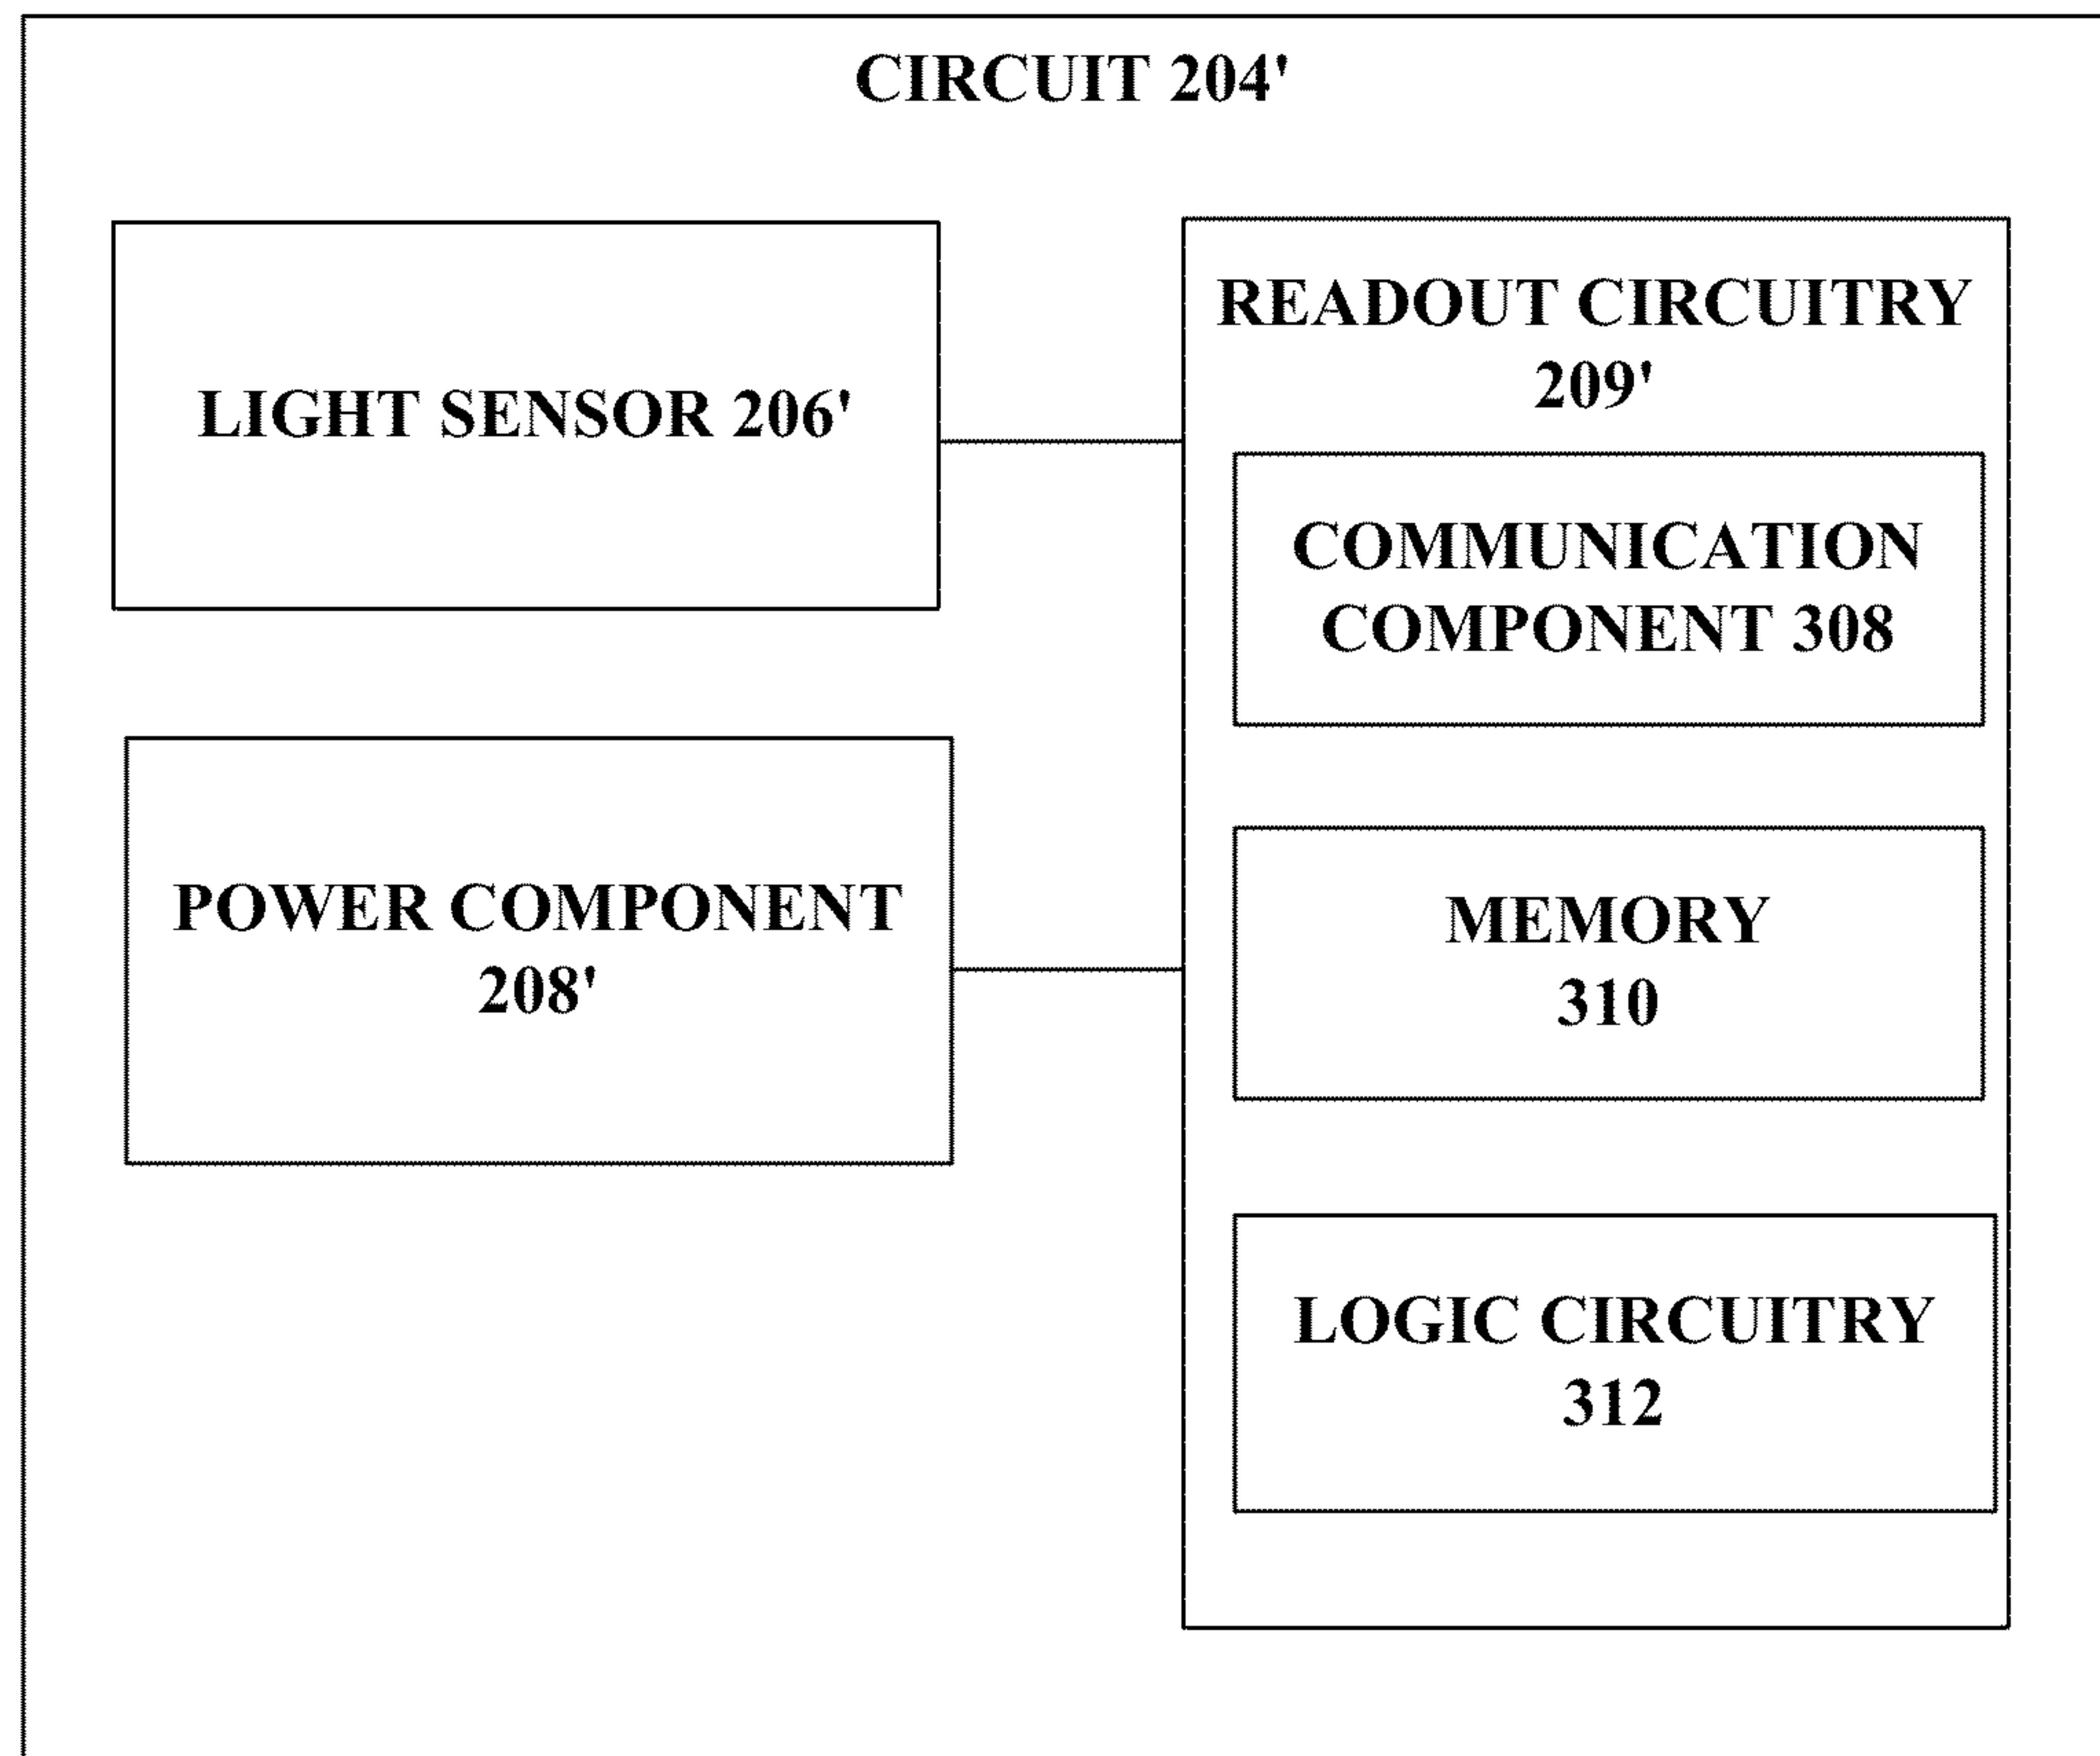 CIRCUIT 204'
LIGHT SENSOR 206'
POWER COMPONENT
208'
READOUT CIRCUITRY
209'
COMMUNICATION
COMPONENT 308
MEMORY
310
LOGIC CIRCUITRY
312